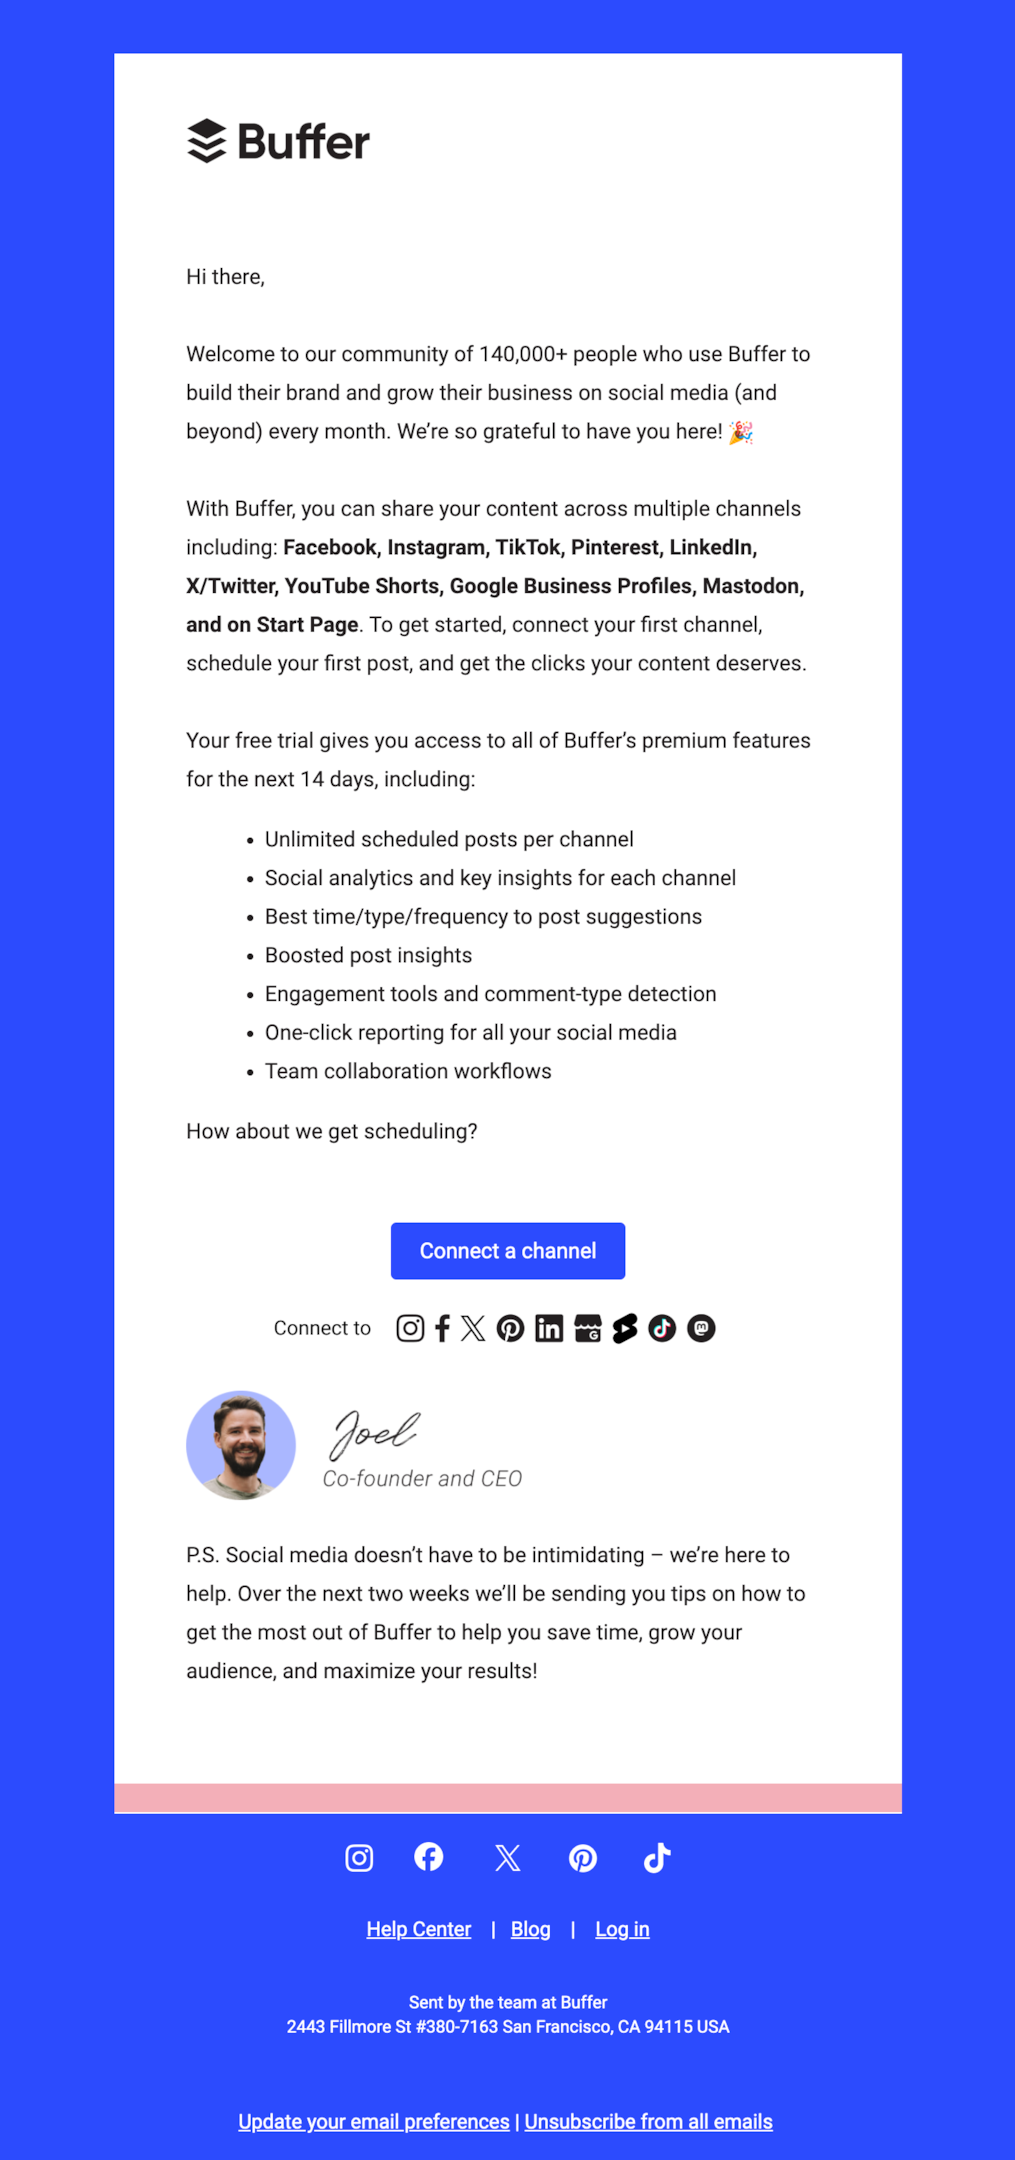 Buffer
Hi there,
Welcome to our community of 140,000+ people who use Buffer to
build their brand and grow their business on social media (and
beyond) every month. We’re so grateful to have you here! 🎉
With Buffer, you can share your content across multiple channels
including: Facebook, Instagram, TikTok, Pinterest, LinkedIn,
X/Twitter, YouTube Shorts, Google Business Profiles, Mastodon,
and on Start Page. To get started, connect your first channel,
schedule your first post, and get the clicks your content deserves.
Your free trial gives you access to all of Buffer’s premium features
for the next 14 days, including:
• Unlimited scheduled posts per channel
• Social analytics and key insights for each channel
• Best time/type/frequency to post suggestions
• Boosted post insights
• Engagement tools and comment-type detection
• One-click reporting for all your social media
• Team collaboration workflows
How about we get scheduling?
Connect a channel
Connect to
Joel
Co-founder and CEO
P.S. Social media doesn’t have to be intimidating – we’re here to
help. Over the next two weeks we’ll be sending you tips on how to
get the most out of Buffer to help you save time, grow your
audience, and maximize your results!
Help Center | Blog | Log in
Sent by the team at Buffer
2443 Fillmore St #380-7163 San Francisco, CA 94115 USA
Update your email preferences | Unsubscribe from all emails